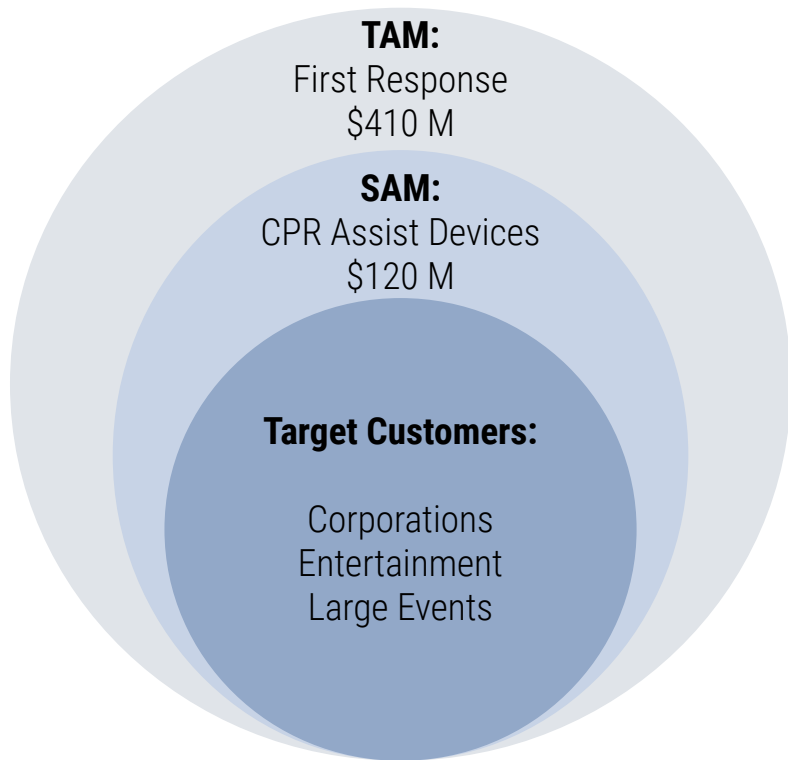 TAM:
First Response
$410 M
SAM:
CPR Assist Devices
$120 M
Target Customers:
Corporations
Entertainment
Large Events